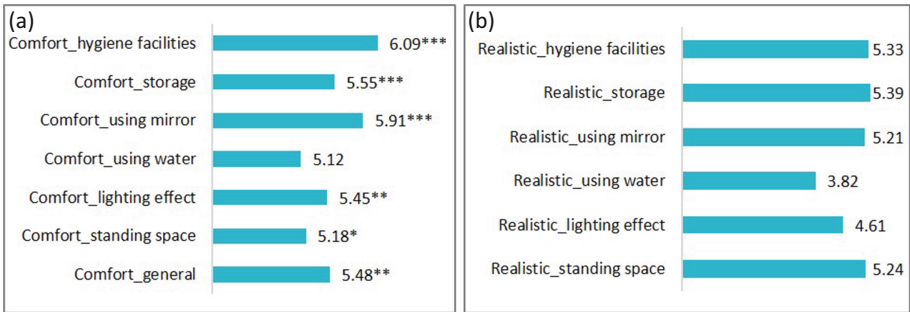 (a)
Comfort_hygiene facilities 6.09***
Comfort_storage 5.55***
Comfort_using mirror 5.91***
Comfort_using water 5.12
Comfort_lighting effect 5.45**
Comfort_standing space 5.18*
Comfort_general 5.48**
(b)
Realistic_hygiene facilities 5.33
Realistic_storage 5.39
Realistic_using mirror 5.21
Realistic_using water 3.82
Realistic_lighting effect 4.61
Realistic_standing space 5.24